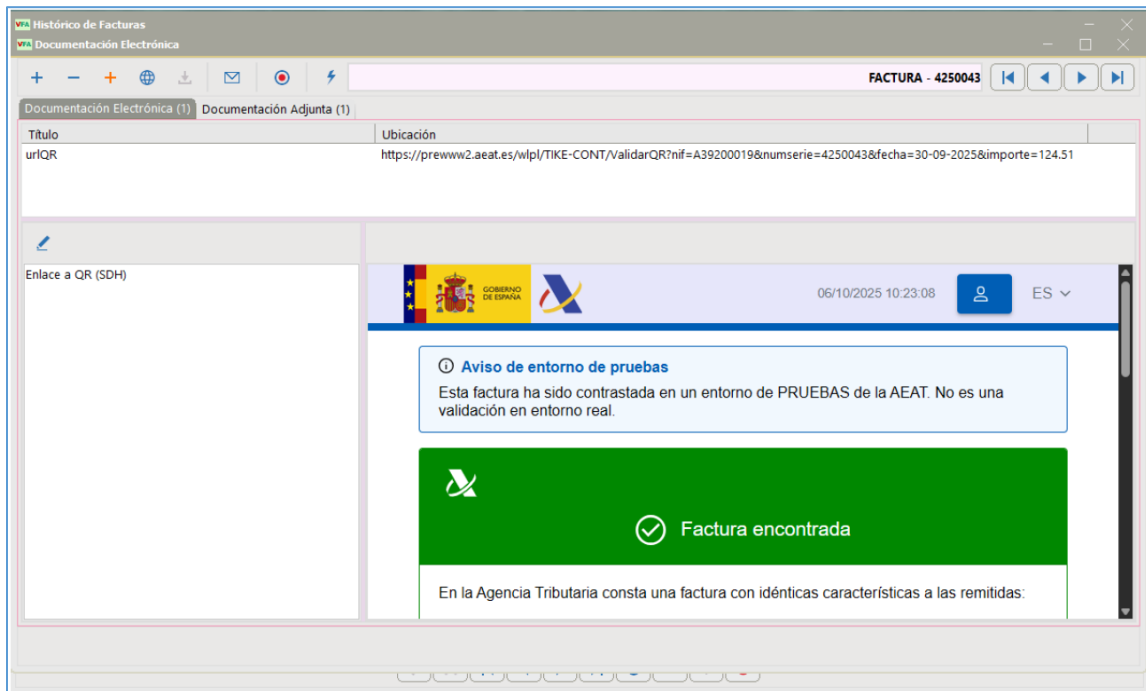 VFA Histórico de Facturas
VFA Documentación Electrónica
FACTURA - 4250043
Documentación Electrónica (1) Documentación Adjunta (1)
Título Ubicación
urlQR https://prewww2.aeat.es/wlpl/TIKE-CONT/ValidarQR?nif=A39200019&numserie=4250043&fecha=30-09-2025&importe=124.51
Enlace a QR (SDH)
GOBIERNO
DE ESPAÑA
06/10/2025 10:23:08 ES
Aviso de entorno de pruebas
Esta factura ha sido contrastada en un entorno de PRUEBAS de la AEAT. No es una
validación en entorno real.
Factura encontrada
En la Agencia Tributaria consta una factura con idénticas características a las remitidas: